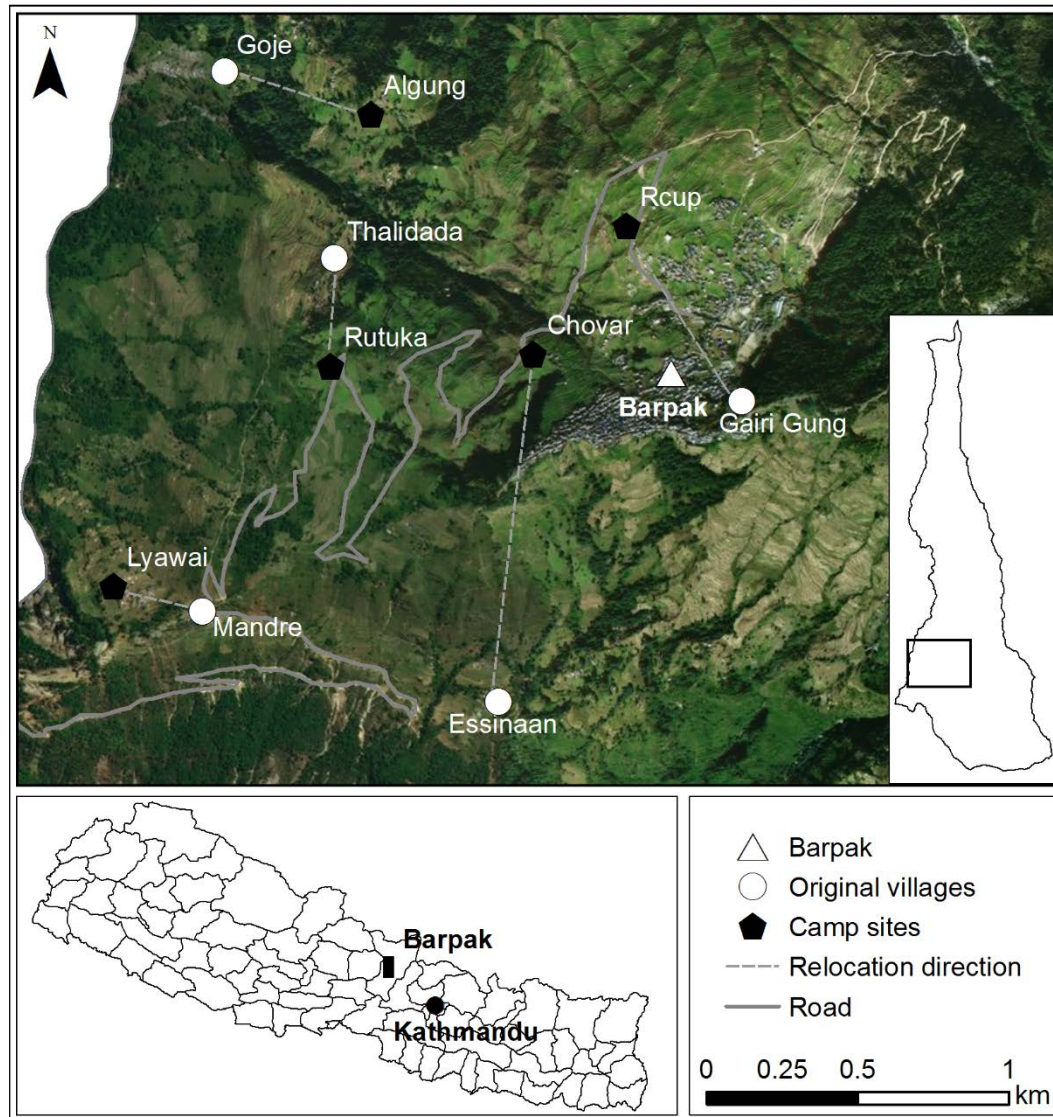 N
Goje
Algung
Rcup
Thalidada
Chovar
Rutuka
Barpak
Gairi Gung
Lyawai
Mandre
Essinaan
Barpak
Kathmandu
Barpak
Original villages
Camp sites
Relocation direction
Road
0 0.25 0.5 1
km